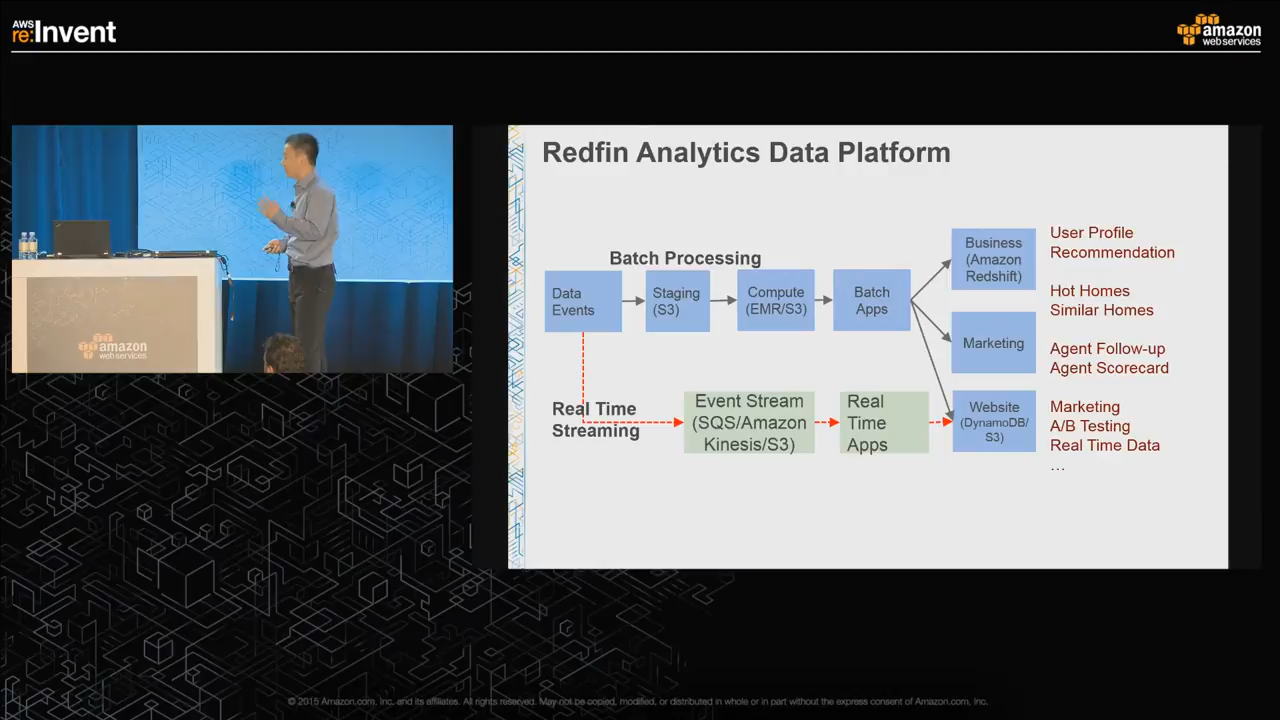 AWS
re:Invent
amazon
web services
Redfin Analytics Data Platform
Batch Processing
Data
Events
Staging
(S3)
Compute
(EMR/S3)
Batch
Apps
Business
(Amazon
Redshift)
Marketing
Website
(DynamoDB/
S3)
Real Time
Streaming
Event Stream
(SQS/Amazon
Kinesis/S3)
Real
Time
Apps
User Profile
Recommendation
Hot Homes
Similar Homes
Agent Follow-up
Agent Scorecard
Marketing
A/B Testing
Real Time Data
...
amazon
web services
© 2015 Amazon.com, Inc. and its affiliates. All rights reserved. May not be copied, modified, or distributed in whole or in part without the express consent of Amazon.com, Inc.